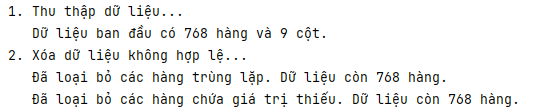 1. Thu thập dữ liệu...
Dữ liệu ban đầu có 768 hàng và 9 cột.
2. Xóa dữ liệu không hợp lệ...
Đã loại bỏ các hàng trùng lặp. Dữ liệu còn 768 hàng.
Đã loại bỏ các hàng chứa giá trị thiếu. Dữ liệu còn 768 hàng.